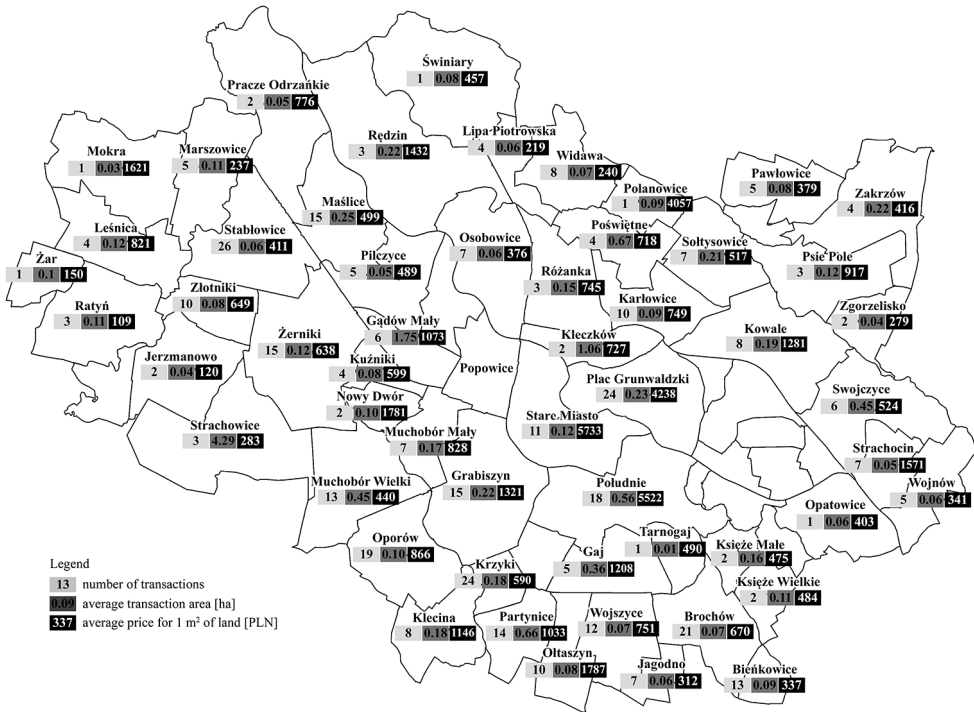 Świniary
1 0.08 457
Pracze Odrzańkie
2 0.05 776
Rędzin
3 0.22 1432
Lipa Piotrowska
4 0.06 219
Mokra
1 0.03 1621
Marszowice
5 0.11 237
Widawa
8 0.07 240
Pawłowice
5 0.08 379
Polanowice
1 0.09 4057
Zakrzów
4 0.22 416
Maślice
15 0.25 499
Leśnica
4 0.12 821
Stabłowice
26 0.06 411
Osobowice
7 0.06 376
Poświętne
4 0.67 718
Sołtysowice
7 0.21 517
Psie Pole
3 0.12 917
Żar
1 0.1 150
Pilczyce
5 0.05 489
Różanka
3 0.15 745
Złotniki
10 0.08 649
Ratyń
3 0.11 109
Karłowice
10 0.09 749
Zgorzelisko
2 0.04 279
Gądów Mały
6 1.75 1073
Żerniki
15 0.12 638
Kleczków
2 1.06 727
Kowale
8 0.19 1281
Jerzmanowo
2 0.04 120
Kuźniki
4 0.08 599
Popowice
Plac Grunwaldzki
24 0.23 4238
Nowy Dwór
2 0.10 1781
Swojczyce
6 0.45 524
Stare Miasto
11 0.12 5733
Strachowice
3 4.29 283
Muchobór Mały
7 0.17 828
Strachocin
7 0.05 1571
Muchobór Wielki
13 0.45 440
Grabiszyn
15 0.22 1321
Południe
18 0.56 5522
Wojnów
5 0.06 341
Opatowice
1 0.06 403
Oporów
19 0.10 866
Tarnogaj
1 0.01 490
Księże Małe
2 0.16 475
Gaj
5 0.36 1208
Krzyki
24 0.18 590
Księże Wielkie
2 0.11 484
Klecina
8 0.18 1146
Partynice
14 0.66 1033
Wojszyce
12 0.07 751
Brochów
21 0.07 670
Ołtaszyn
10 0.08 1787
Jagodno
7 0.06 312
Bieńkowice
13 0.09 337
Legend
13 number of transactions
0.09 average transaction area [ha]
337 average price for 1 m² of land [PLN]